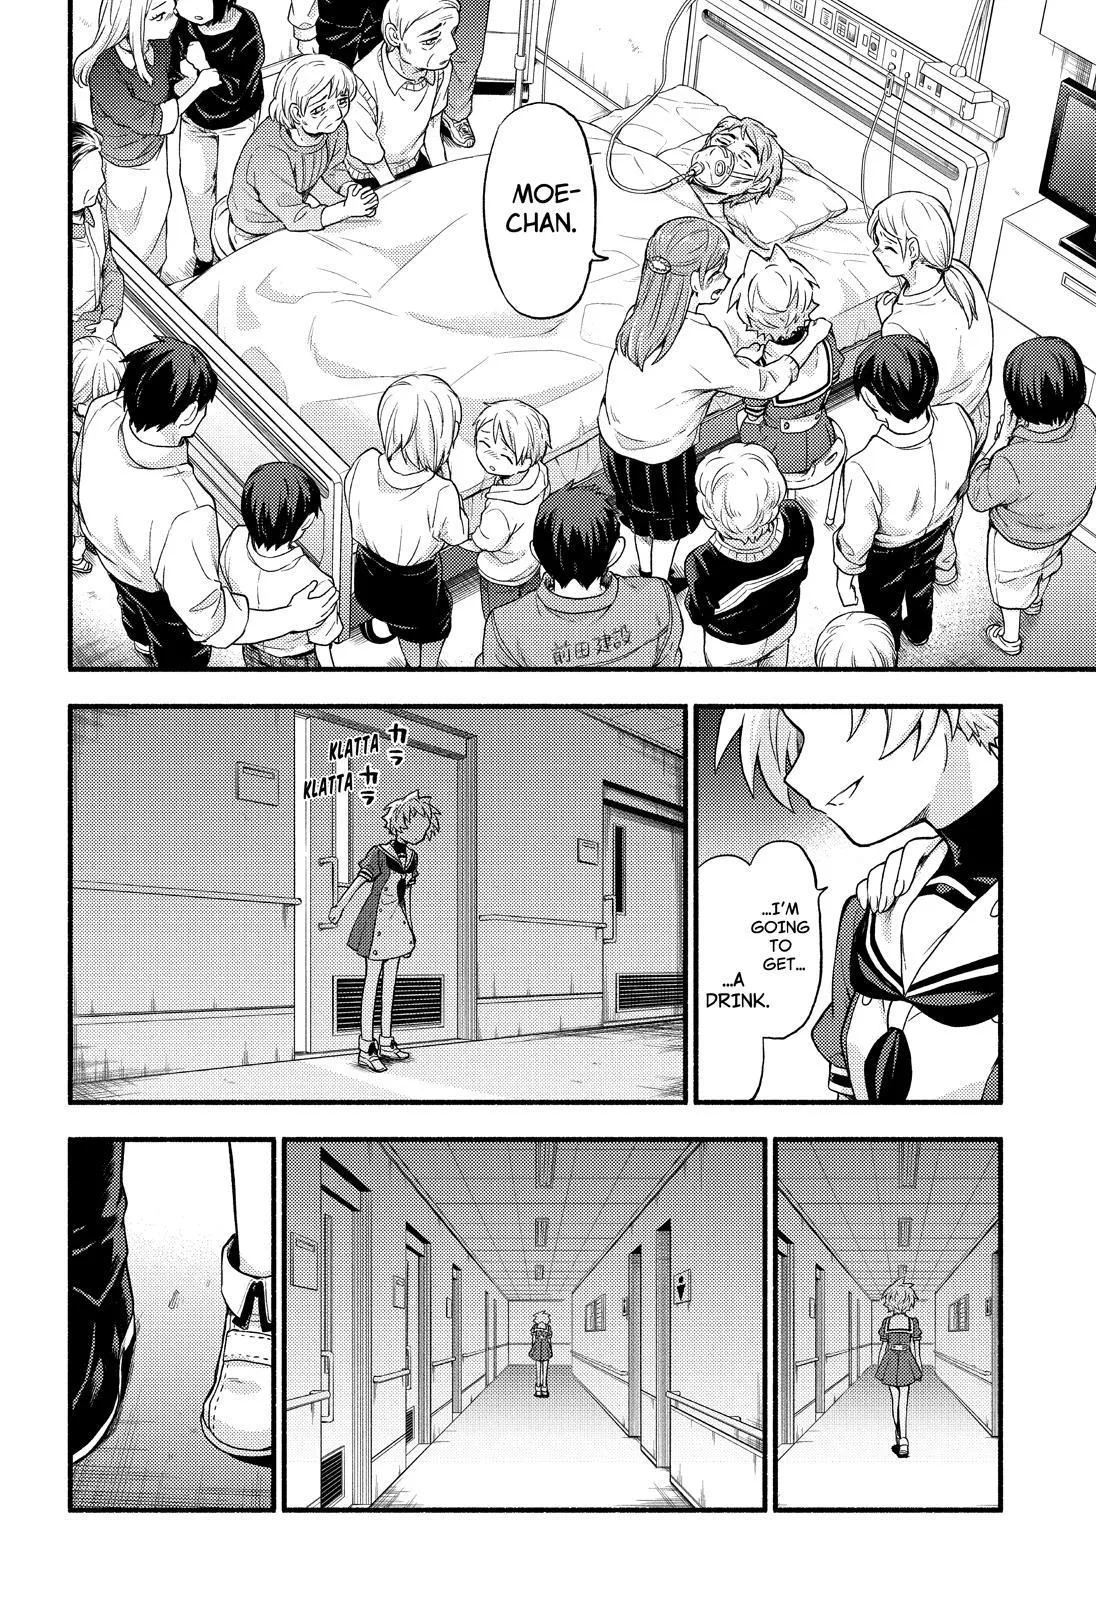 MOE-
CHAN.
前田建設
...I'M
GOING
TO
GET...
...A
DRINK.
KLATTA
カラ
KLATTA
カラ